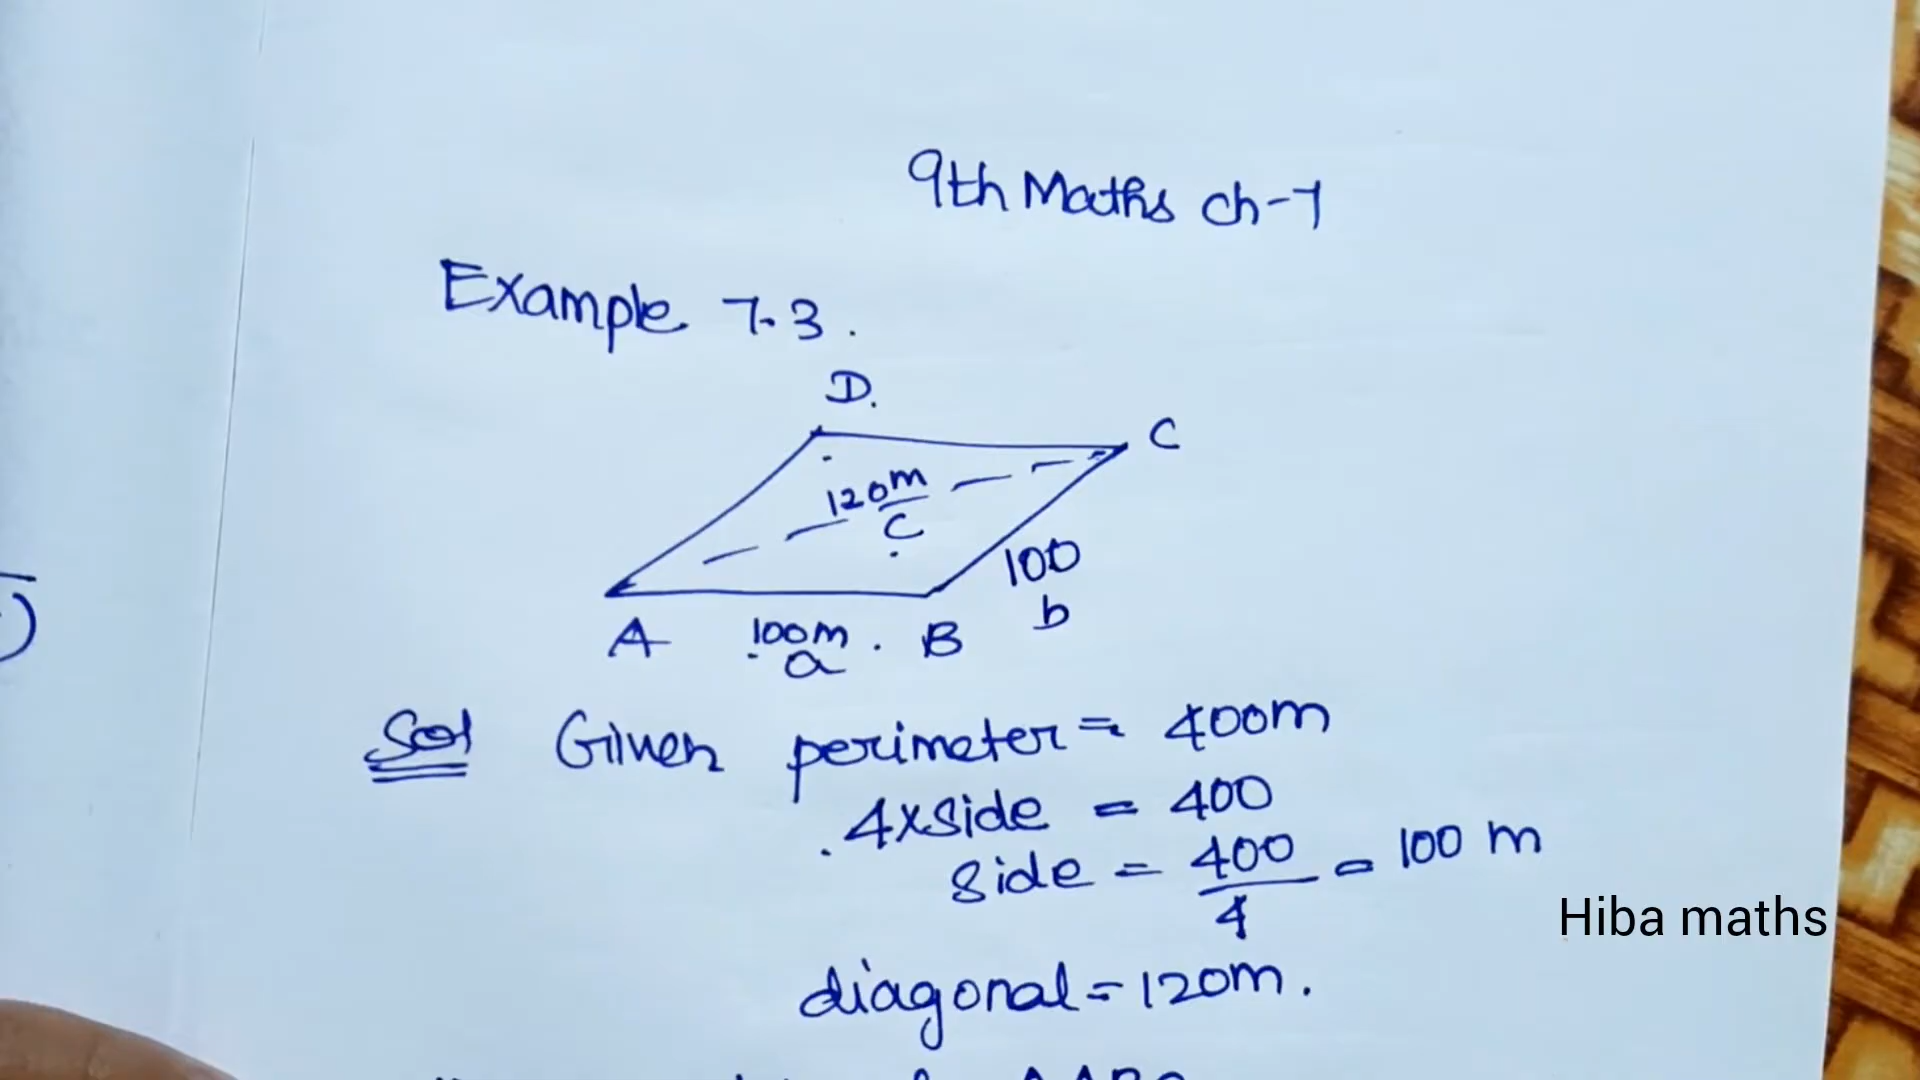 9th Maths ch-7
Example 7.3.
D.
C
120m
C
100
b
A 100m. B
a
Sol Given perimeter = 400m
4xside = 400
side = 400/4 = 100 m
Hiba maths
diagonal = 120m.